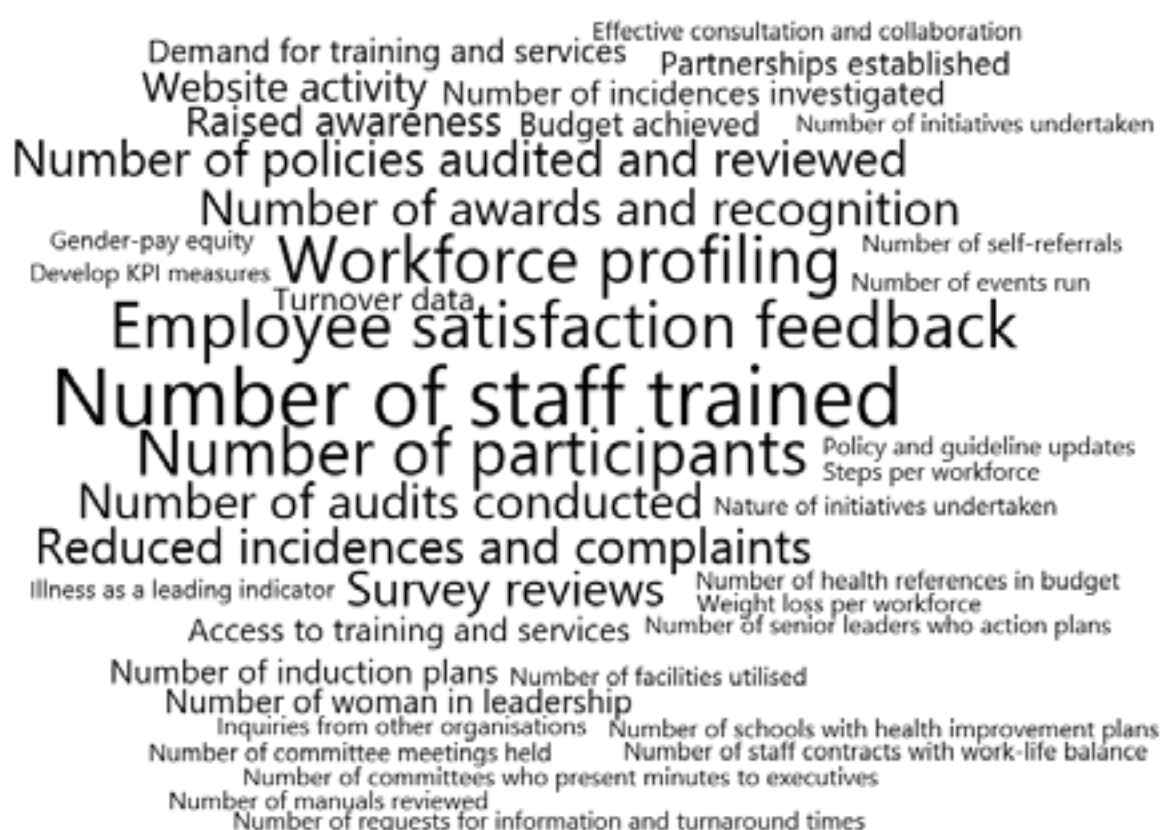 Effective consultation and collaboration
Demand for training and services
Partnerships established
Website activity
Number of incidences investigated
Raised awareness
Budget achieved
Number of initiatives undertaken
Number of policies audited and reviewed
Number of awards and recognition
Gender-pay equity
Workforce profiling
Number of self-referrals
Develop KPI measures
Number of events run
Turnover data
Employee satisfaction feedback
Number of staff trained
Number of participants
Policy and guideline updates
Steps per workforce
Number of audits conducted
Nature of initiatives undertaken
Reduced incidences and complaints
Illness as a leading indicator
Survey reviews
Number of health references in budget
Weight loss per workforce
Access to training and services
Number of senior leaders who action plans
Number of induction plans
Number of facilities utilised
Number of woman in leadership
Inquiries from other organisations
Number of schools with health improvement plans
Number of committee meetings held
Number of staff contracts with work-life balance
Number of committees who present minutes to executives
Number of manuals reviewed
Number of requests for information and turnaround times